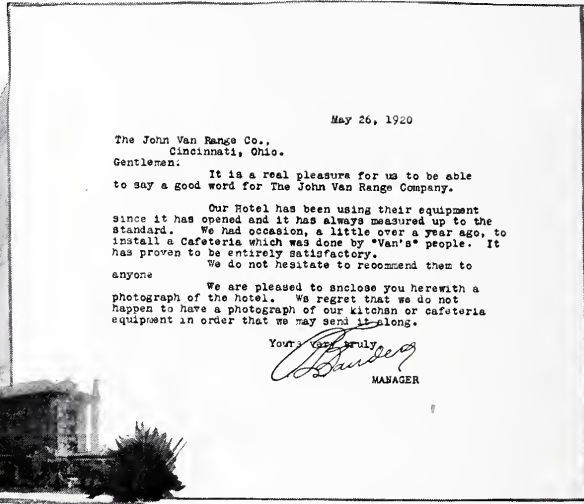 May 26, 1920
The John Van Range Co.,
Cincinnati, Ohio.
Gentlemen:
It is a real pleasure for us to be able
to say a good word for The John Van Range Company.
Our Hotel has been using their equipment
since it has opened and it has always measured up to the
standard. We had occasion, a little over a year ago, to
install a Cafeteria which was done by "Van's" people. It
has proven to be entirely satisfactory.
We do not hesitate to recommend them to
anyone
We are pleased to enclose you herewith a
photograph of the hotel. We regret that we do not
happen to have a photograph of our kitchen or cafeteria
equipment in order that we may send it along.
Yours very truly
MANAGER